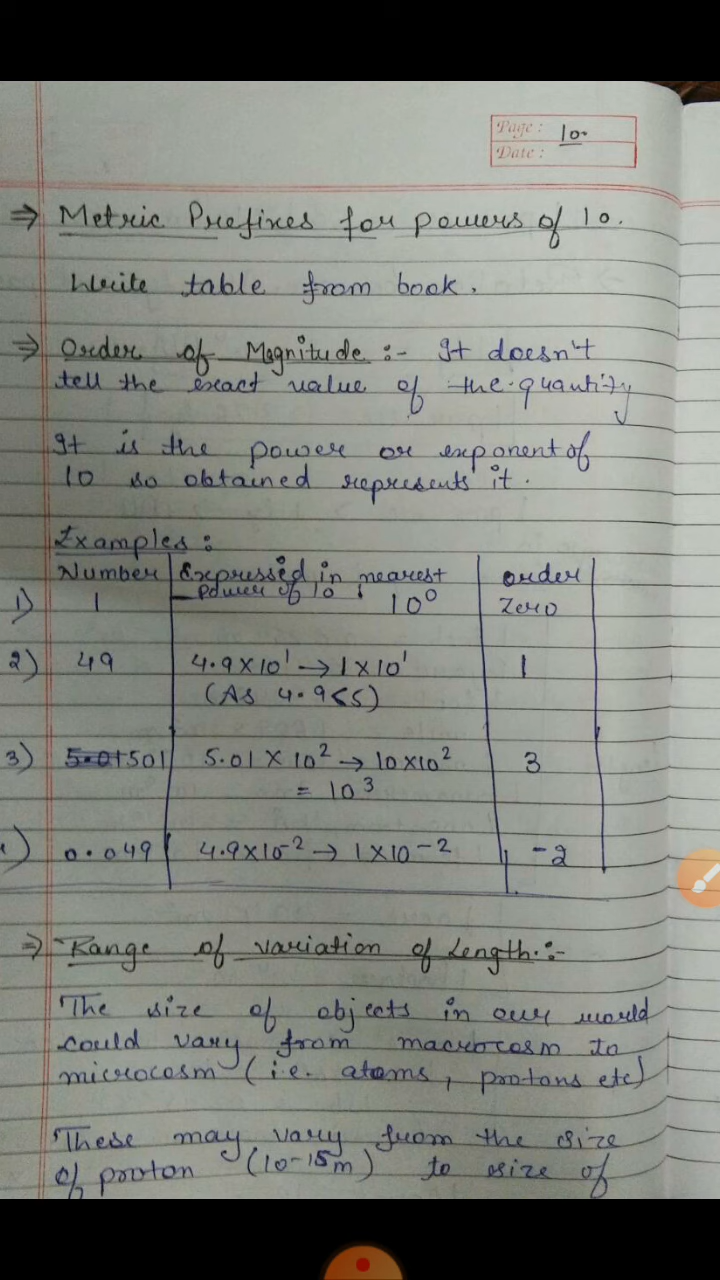 Page: 10.
Date:
⇒ Metric Prefixes for powers of 10.
Write table from book.
⇒ Order of Magnitude :- It doesn't
tell the exact value of the quantity
It is the power or exponent of
10 so obtained represents it.
Examples :
Number Expressed in nearest power of 10 order
1) 1 10⁰ Zero
2) 49 4.9×10¹ → 1×10¹ 1
(As 4.9<5)
3) 501 5.01 × 10² → 10×10² 3
= 10³
) 0.049 4.9×10⁻² → 1×10⁻² -2
⇒ Range of variation of Length.:-
The size of objects in our world
could vary from macrocosm to
microcosm (i.e. atoms, protons etc)
These may vary from the size
of proton (10-15m) to size of